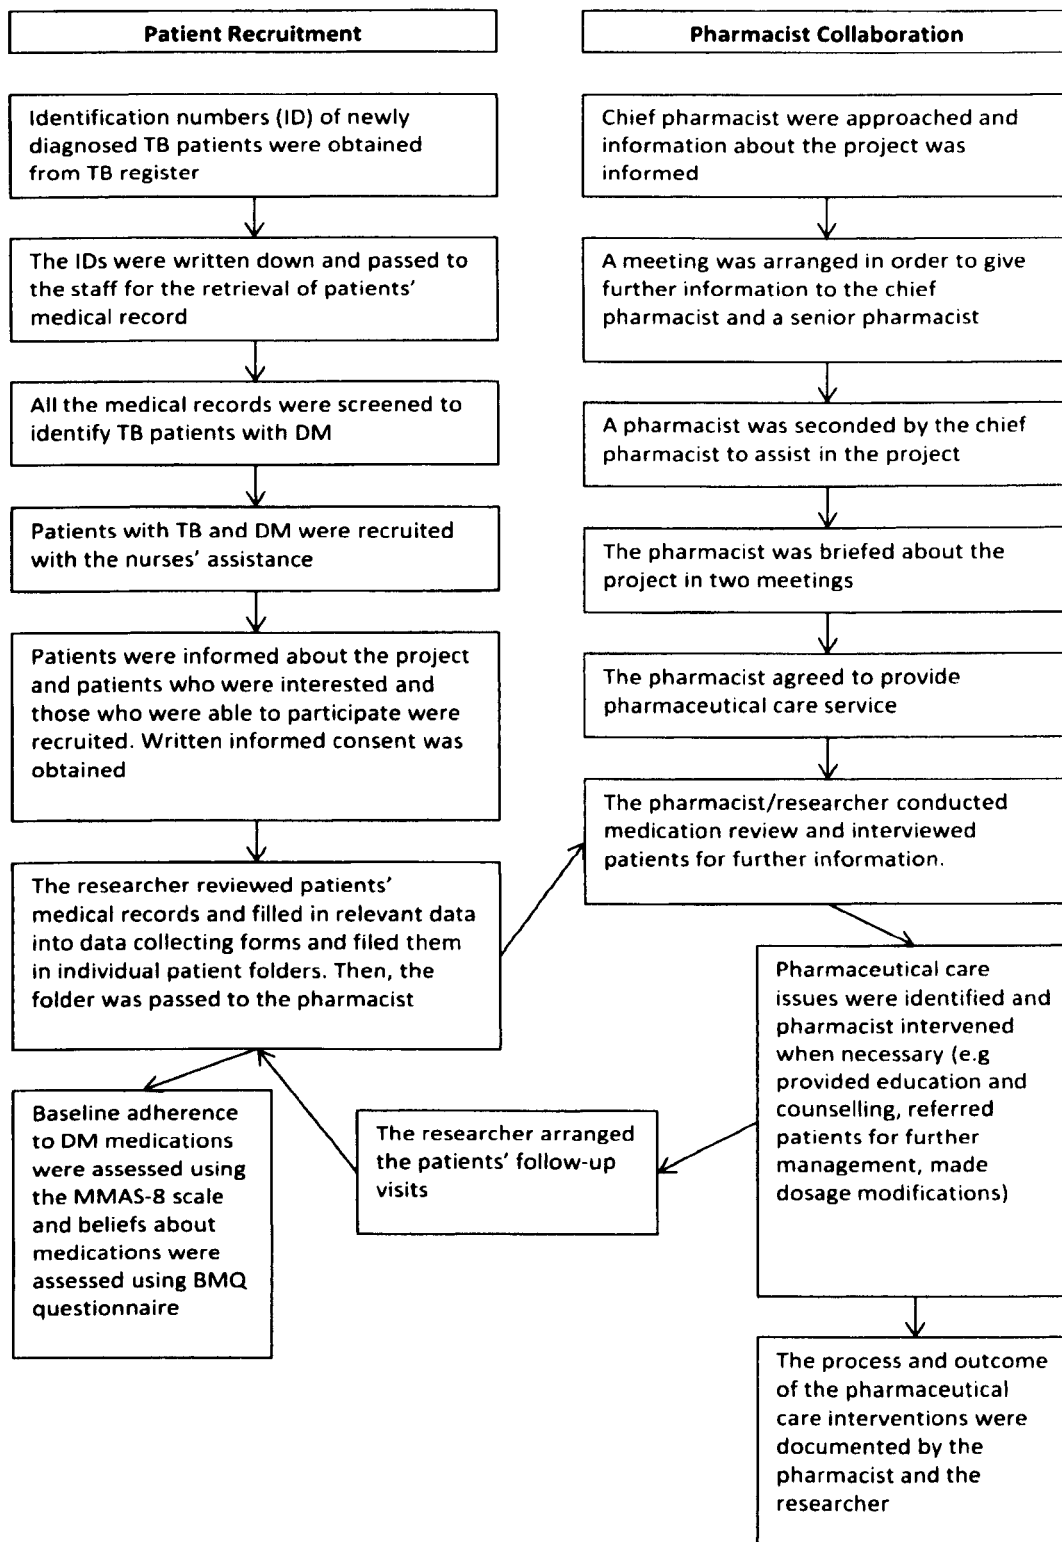 Patient Recruitment
Identification numbers (ID) of newly
diagnosed TB patients were obtained
from TB register
The IDs were written down and passed to
the staff for the retrieval of patients'
medical record
All the medical records were screened to
identify TB patients with DM
Patients with TB and DM were recruited
with the nurses' assistance
Patients were informed about the project
and patients who were interested and
those who were able to participate were
recruited. Written informed consent was
obtained
The researcher reviewed patients'
medical records and filled in relevant data
into data collecting forms and filed them
in individual patient folders. Then, the
folder was passed to the pharmacist
Baseline adherence
to DM medications
were assessed using
the MMAS-8 scale
and beliefs about
medications were
assessed using BMQ
questionnaire
Pharmacist Collaboration
Chief pharmacist were approached and
information about the project was
informed
A meeting was arranged in order to give
further information to the chief
pharmacist and a senior pharmacist
A pharmacist was seconded by the chief
pharmacist to assist in the project
The pharmacist was briefed about the
project in two meetings
The pharmacist agreed to provide
pharmaceutical care service
The pharmacist/researcher conducted
medication review and interviewed
patients for further information.
Pharmaceutical care
issues were identified and
pharmacist intervened
when necessary (e.g
provided education and
counselling, referred
patients for further
management, made
dosage modifications)
The researcher arranged
the patients' follow-up
visits
The process and outcome
of the pharmaceutical
care interventions were
documented by the
pharmacist and the
researcher